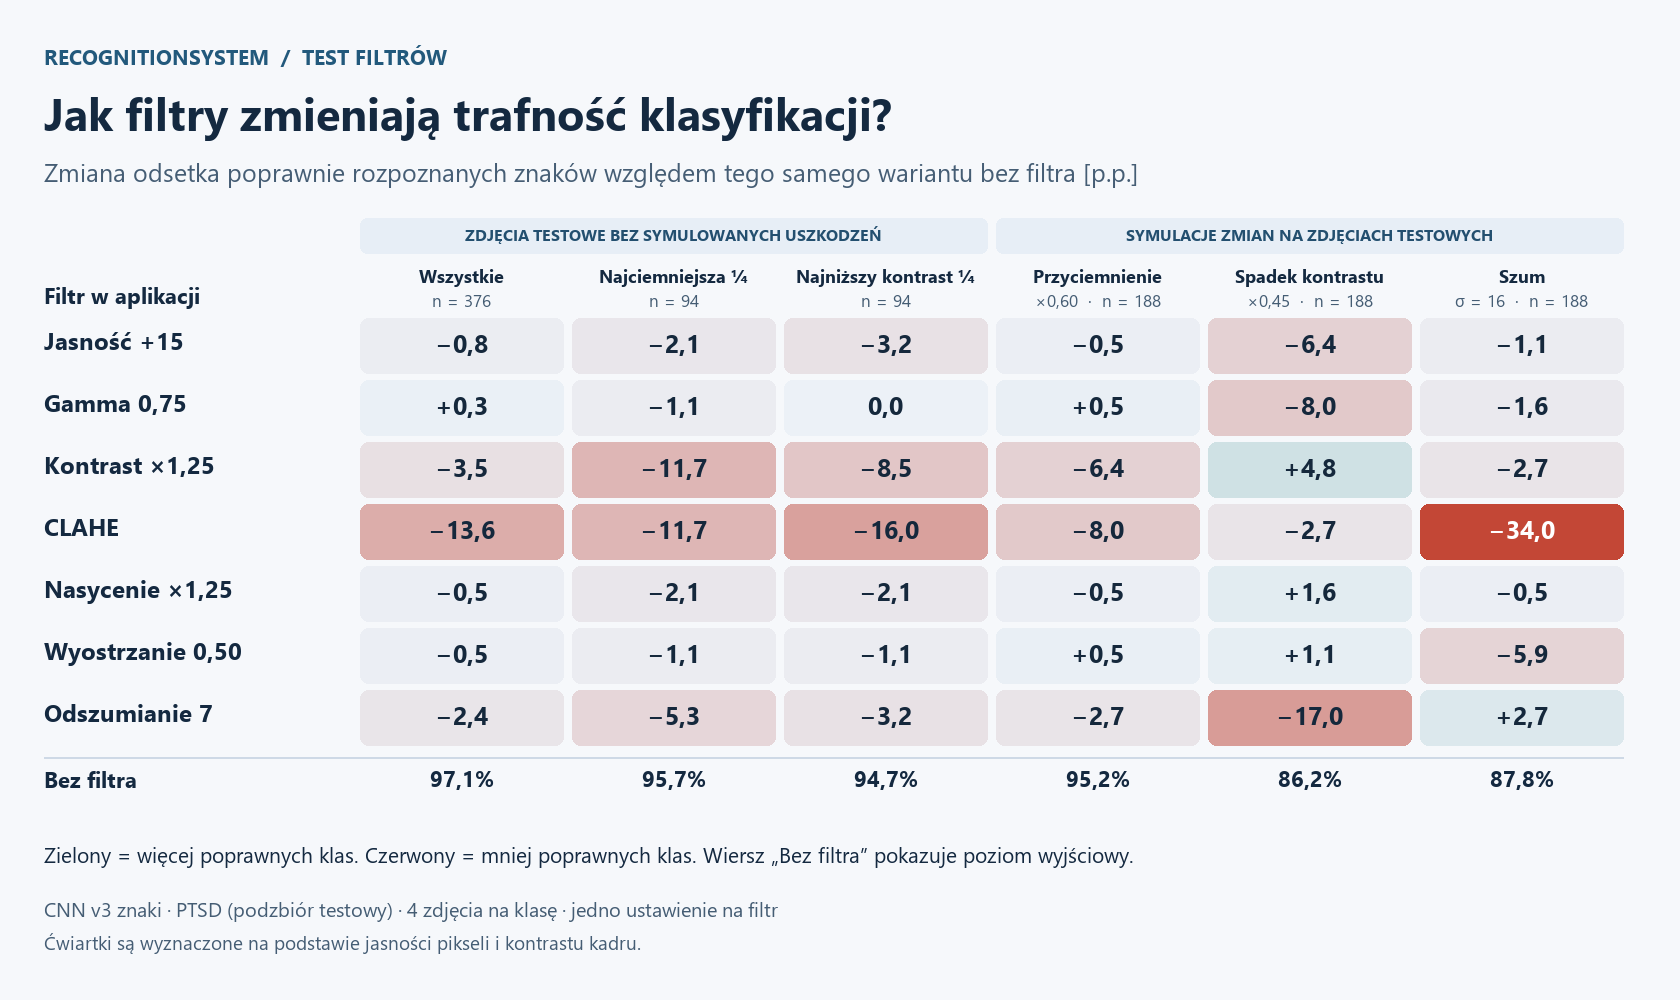 RECOGNITIONSYSTEM / TEST FILTRÓW
Jak filtry zmieniają trafność klasyfikacji?
Zmiana odsetka poprawnie rozpoznanych znaków względem tego samego wariantu bez filtra [p.p.]
ZDJĘCIA TESTOWE BEZ SYMULOWANYCH USZKODZEŃ SYMULACJE ZMIAN NA ZDJĘCIACH TESTOWYCH
Filtr w aplikacji Wszystkie Najciemniejsza ¼ Najniższy kontrast ¼ Przyciemnienie Spadek kontrastu Szum
n = 376 n = 94 n = 94 ×0,60 · n = 188 ×0,45 · n = 188 σ = 16 · n = 188
Jasność +15 −0,8 −2,1 −3,2 −0,5 −6,4 −1,1
Gamma 0,75 +0,3 −1,1 0,0 +0,5 −8,0 −1,6
Kontrast ×1,25 −3,5 −11,7 −8,5 −6,4 +4,8 −2,7
CLAHE −13,6 −11,7 −16,0 −8,0 −2,7 −34,0
Nasycenie ×1,25 −0,5 −2,1 −2,1 −0,5 +1,6 −0,5
Wyostrzanie 0,50 −0,5 −1,1 −1,1 +0,5 +1,1 −5,9
Odszumianie 7 −2,4 −5,3 −3,2 −2,7 −17,0 +2,7
Bez filtra 97,1% 95,7% 94,7% 95,2% 86,2% 87,8%
Zielony = więcej poprawnych klas. Czerwony = mniej poprawnych klas. Wiersz „Bez filtra” pokazuje poziom wyjściowy.
CNN v3 znaki · PTSD (podzbiór testowy) · 4 zdjęcia na klasę · jedno ustawienie na filtr
Ćwiartki są wyznaczone na podstawie jasności pikseli i kontrastu kadru.